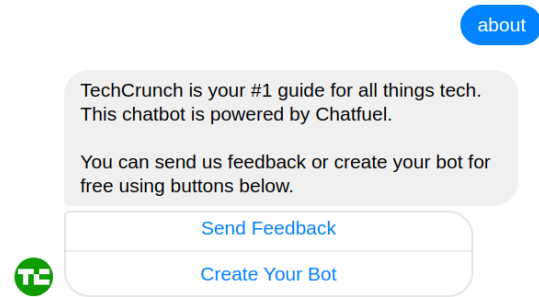 about
TechCrunch is your #1 guide for all things tech.
This chatbot is powered by Chatfuel.
You can send us feedback or create your bot for
free using buttons below.
Send Feedback
TC
Create Your Bot